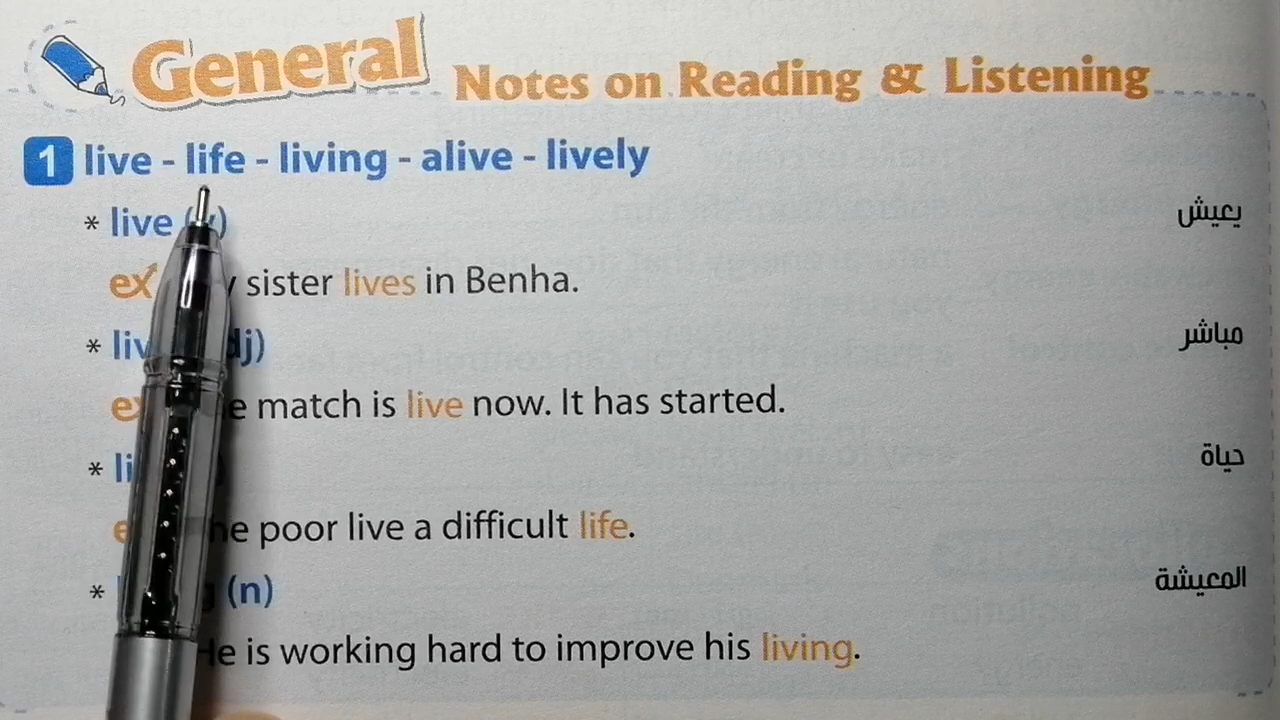 General Notes on Reading & Listening
1 live - life - living - alive - lively
* live (v) يعيش
ex sister lives in Benha.
* مباشر
match is live now. It has started.
* حياة
poor live a difficult life.
* (n) المعيشة
He is working hard to improve his living.